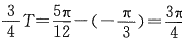 3/4 T = 5π/12 − (− π/3) = 3π/4